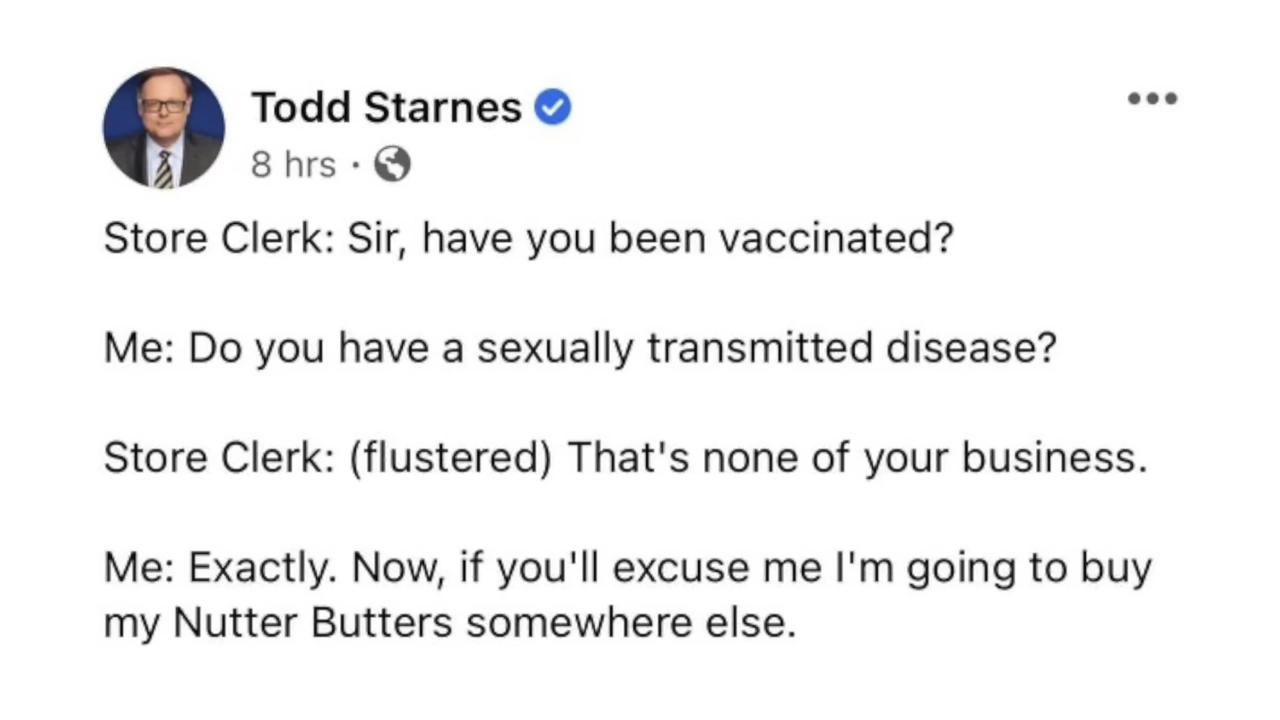 Todd Starnes
8 hrs ·
Store Clerk: Sir, have you been vaccinated?
Me: Do you have a sexually transmitted disease?
Store Clerk: (flustered) That's none of your business.
Me: Exactly. Now, if you'll excuse me I'm going to buy
my Nutter Butters somewhere else.